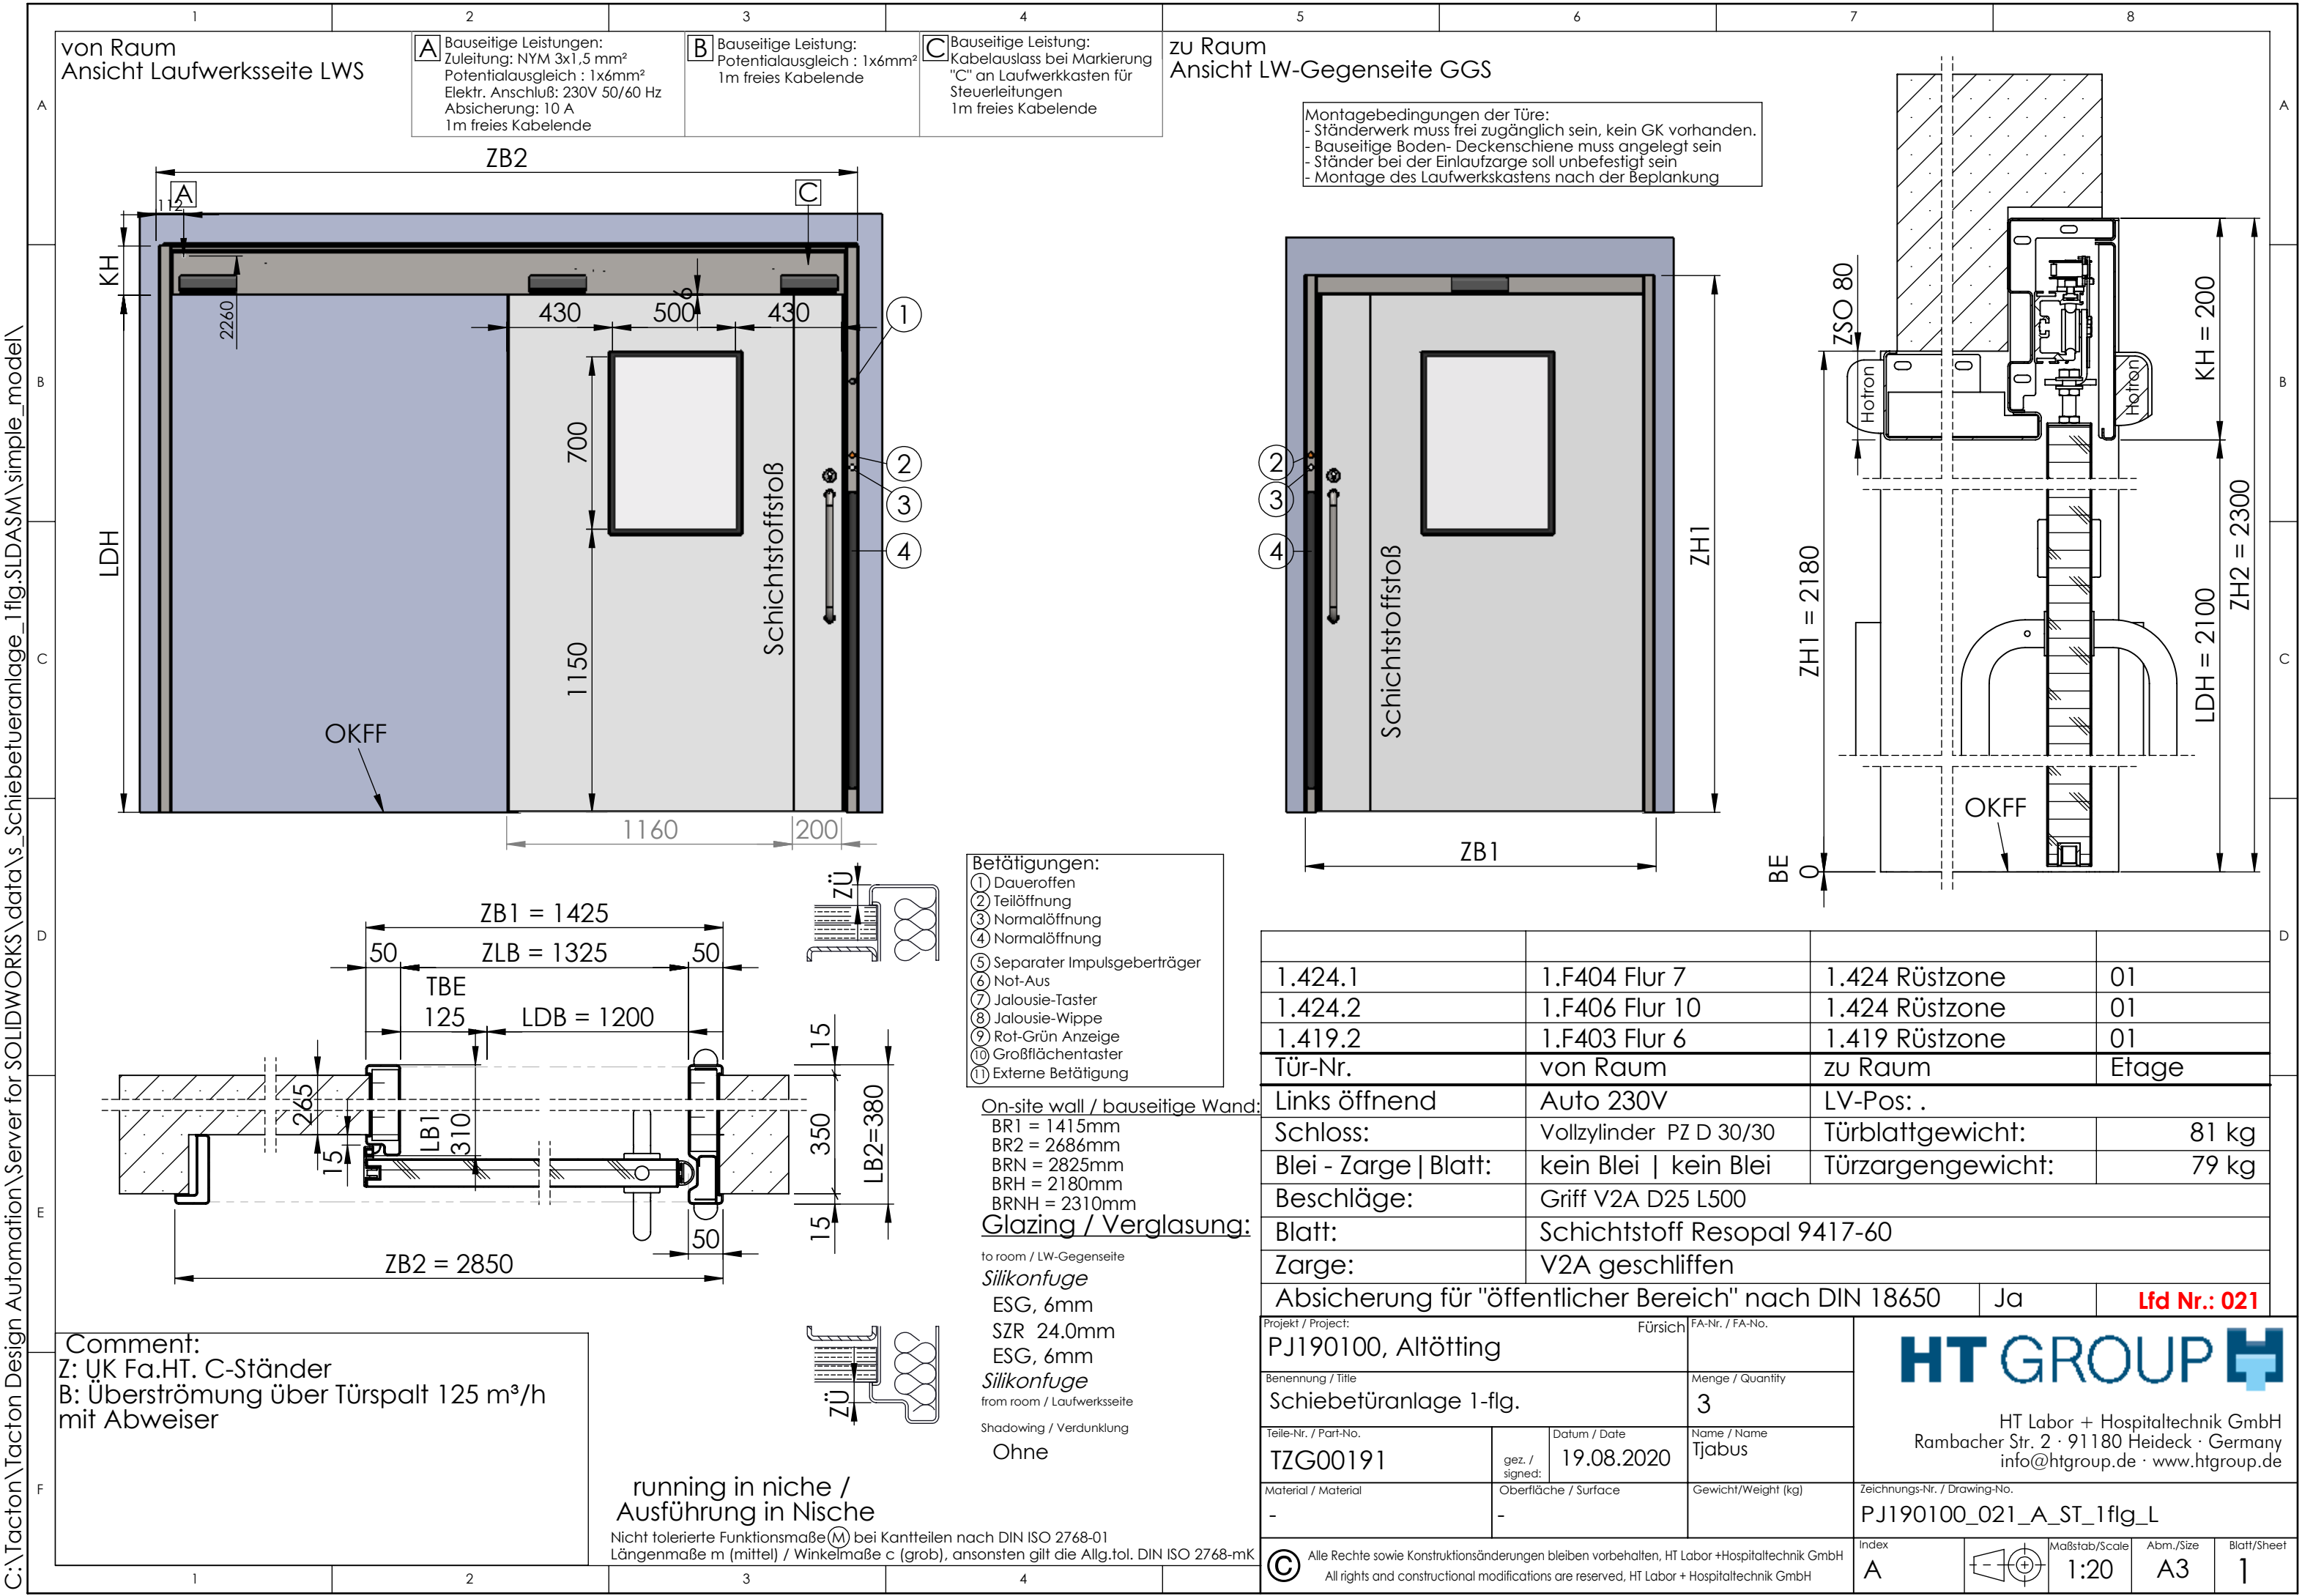 1 2 3 4 5 6 7 8
A B C D E F
von Raum
Ansicht Laufwerksseite LWS
A Bauseitige Leistungen:
Zuleitung: NYM 3x1,5 mm²
Potentialausgleich : 1x6mm²
Elektr. Anschluß: 230V 50/60 Hz
Absicherung: 10 A
1m freies Kabelende
B Bauseitige Leistung:
Potentialausgleich : 1x6mm²
1m freies Kabelende
C Bauseitige Leistung:
Kabelauslass bei Markierung
"C" an Laufwerkkasten für
Steuerleitungen
1m freies Kabelende
zu Raum
Ansicht LW-Gegenseite GGS
Montagebedingungen der Türe:
- Ständerwerk muss frei zugänglich sein, kein GK vorhanden.
- Bauseitige Boden- Deckenschiene muss angelegt sein
- Ständer bei der Einlaufzarge soll unbefestigt sein
- Montage des Laufwerkskastens nach der Beplankung
ZB2
A
112
C
KH
2260
6
430 500 430
1
700
2
3
4
Schichtstoffstoß
LDH
1150
OKFF
1160 200
2
3
4
Schichtstoffstoß
ZH1
ZB1
ZSO 80
Hotron
Hotron
KH = 200
ZH1 = 2180
LDH = 2100
ZH2 = 2300
OKFF
BE
0
C:\Tacton\Tacton Design Automation\Server for SOLIDWORKS\data\s_Schiebetueranlage_1flg.SLDASM\simple_model\
ZB1 = 1425
50 ZLB = 1325 50
TBE
125 LDB = 1200
15
265
LB1
310
15
350
LB2=380
15
50
ZB2 = 2850
ZÜ
ZÜ
Betätigungen:
1 Daueroffen
2 Teilöffnung
3 Normalöffnung
4 Normalöffnung
5 Separater Impulsgeberträger
6 Not-Aus
7 Jalousie-Taster
8 Jalousie-Wippe
9 Rot-Grün Anzeige
10 Großflächentaster
11 Externe Betätigung
On-site wall / bauseitige Wand:
BR1 = 1415mm
BR2 = 2686mm
BRN = 2825mm
BRH = 2180mm
BRNH = 2310mm
Glazing / Verglasung:
to room / LW-Gegenseite
Silikonfuge
ESG, 6mm
SZR 24.0mm
ESG, 6mm
Silikonfuge
from room / Laufwerksseite
Shadowing / Verdunklung
Ohne
Comment:
Z: UK Fa.HT. C-Ständer
B: Überströmung über Türspalt 125 m³/h
mit Abweiser
running in niche /
Ausführung in Nische
Nicht tolerierte Funktionsmaße M bei Kantteilen nach DIN ISO 2768-01
Längenmaße m (mittel) / Winkelmaße c (grob), ansonsten gilt die Allg.tol. DIN ISO 2768-mK
1.424.1 1.F404 Flur 7 1.424 Rüstzone 01
1.424.2 1.F406 Flur 10 1.424 Rüstzone 01
1.419.2 1.F403 Flur 6 1.419 Rüstzone 01
Tür-Nr. von Raum zu Raum Etage
Links öffnend Auto 230V LV-Pos: .
Schloss: Vollzylinder PZ D 30/30 Türblattgewicht: 81 kg
Blei - Zarge | Blatt: kein Blei | kein Blei Türzargengewicht: 79 kg
Beschläge: Griff V2A D25 L500
Blatt: Schichtstoff Resopal 9417-60
Zarge: V2A geschliffen
Absicherung für "öffentlicher Bereich" nach DIN 18650 Ja Lfd Nr.: 021
Projekt / Project: Fürsich FA-Nr. / FA-No.
PJ190100, Altötting
Benennung / Title Menge / Quantity
Schiebetüranlage 1-flg. 3
Teile-Nr. / Part-No. Datum / Date Name / Name
TZG00191 gez. / signed: 19.08.2020 Tjabus
Material / Material Oberfläche / Surface Gewicht/Weight (kg)
- -
HT GROUP
HT Labor + Hospitaltechnik GmbH
Rambacher Str. 2 · 91180 Heideck · Germany
info@htgroup.de · www.htgroup.de
Zeichnungs-Nr. / Drawing-No.
PJ190100_021_A_ST_1flg_L
© Alle Rechte sowie Konstruktionsänderungen bleiben vorbehalten, HT Labor +Hospitaltechnik GmbH
All rights and constructional modifications are reserved, HT Labor + Hospitaltechnik GmbH
Index Maßstab/Scale Abm./Size Blatt/Sheet
A 1:20 A3 1
A B C D
1 2 3 4